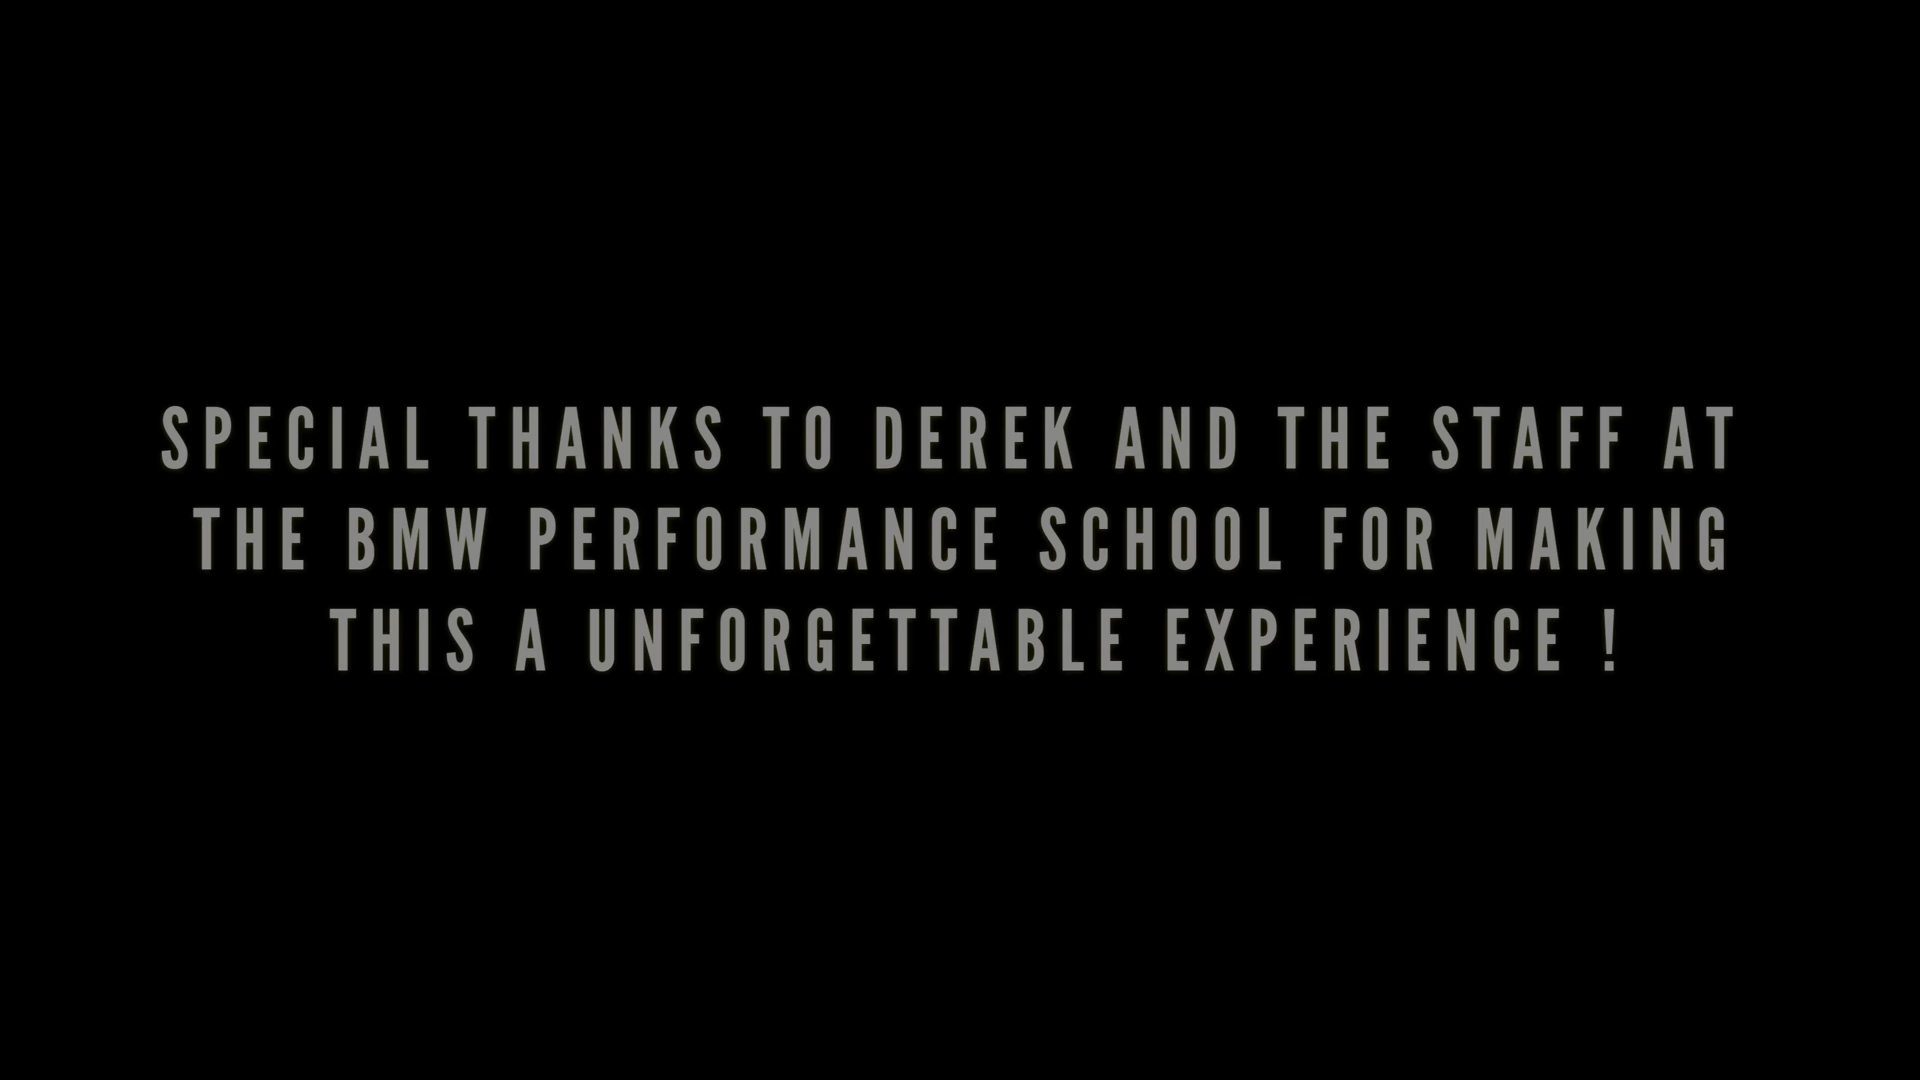 SPECIAL THANKS TO DEREK AND THE STAFF AT
THE BMW PERFORMANCE SCHOOL FOR MAKING
THIS A UNFORGETTABLE EXPERIENCE !